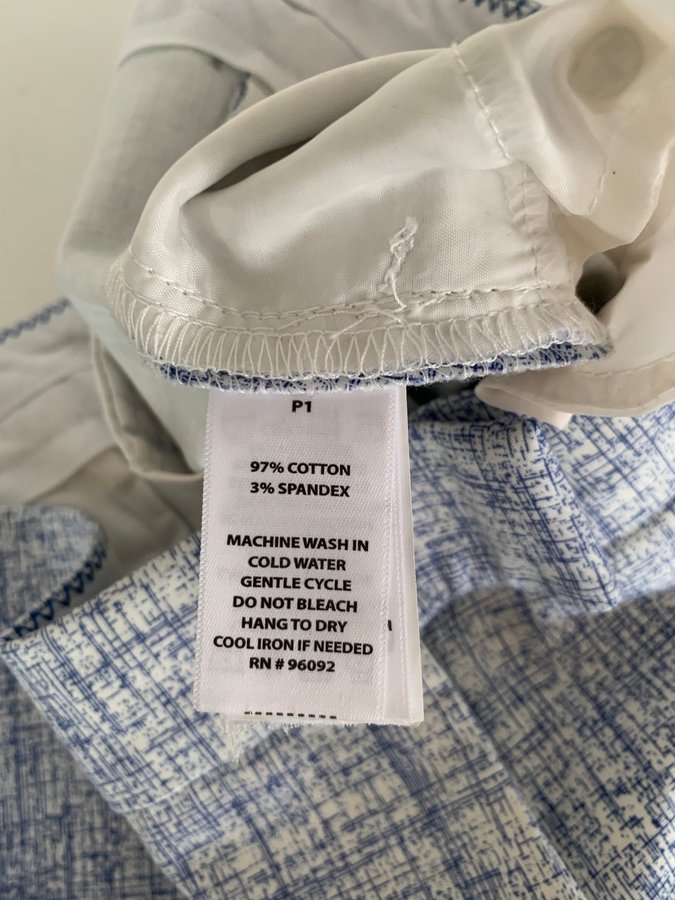 P1
97% COTTON
3% SPANDEX
MACHINE WASH IN
COLD WATER
GENTLE CYCLE
DO NOT BLEACH
HANG TO DRY
COOL IRON IF NEEDED
RN # 96092